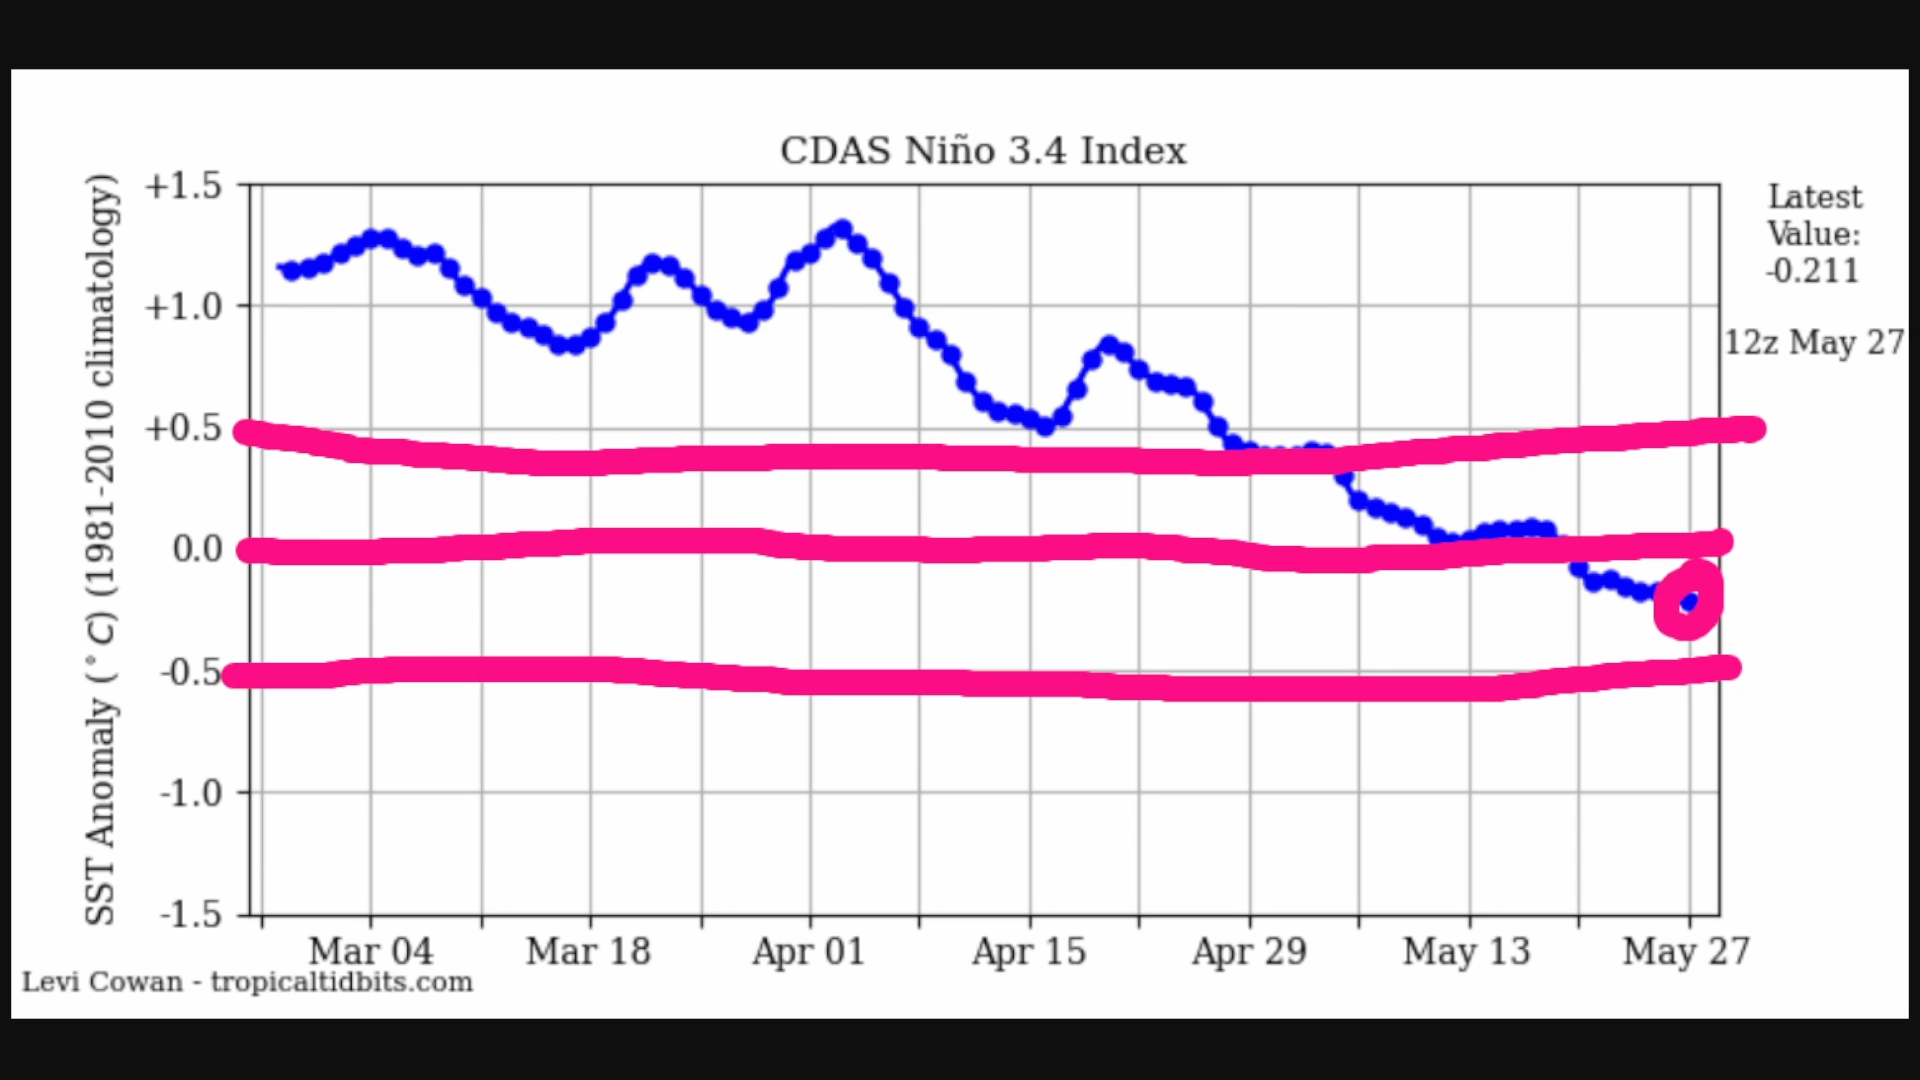 CDAS Niño 3.4 Index
SST Anomaly (°C) (1981-2010 climatology)
+1.5
+1.0
+0.5
0.0
-0.5
-1.0
-1.5
Latest
Value:
-0.211
12z May 27
Mar 04 Mar 18 Apr 01 Apr 15 Apr 29 May 13 May 27
Levi Cowan - tropicaltidbits.com